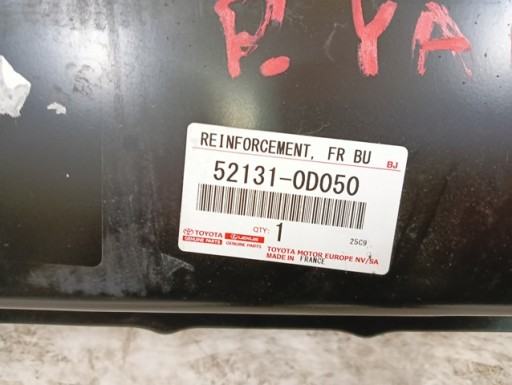 P. YA
REINFORCEMENT, FR BU
BJ
52131-0D050
QTY: 1
25C9
TOYOTA LEXUS
GENUINE PARTS GENUINE PARTS
TOYOTA MOTOR EUROPE NV/SA
MADE IN FRANCE